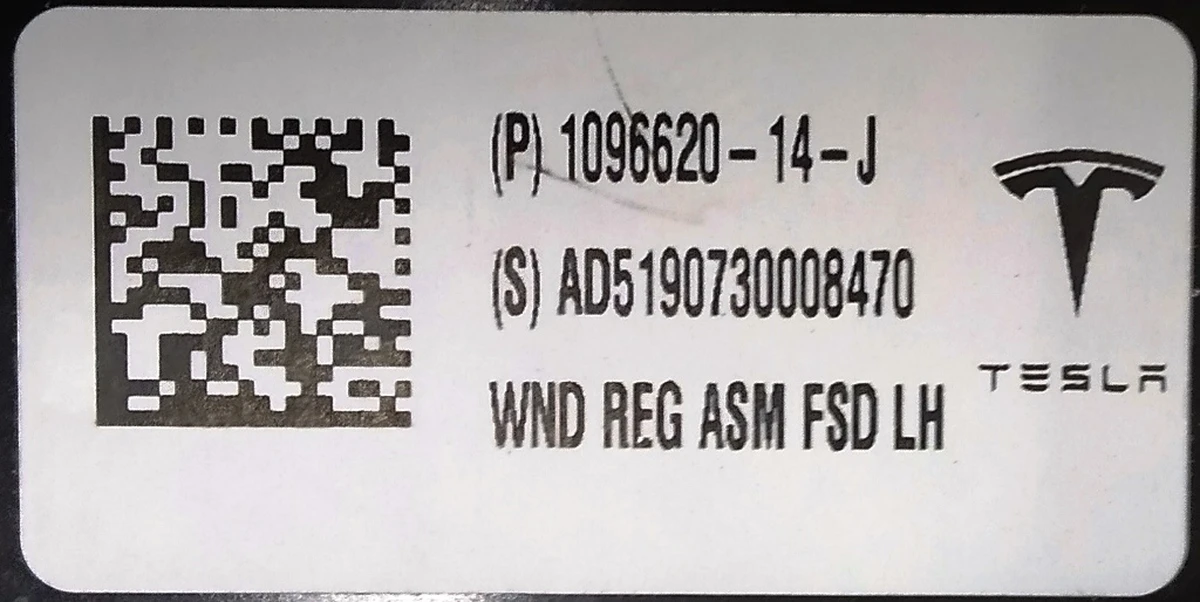 (P) 1096620-14-J
(S) AD5190730008470
WND REG ASM FSD LH
TESLA